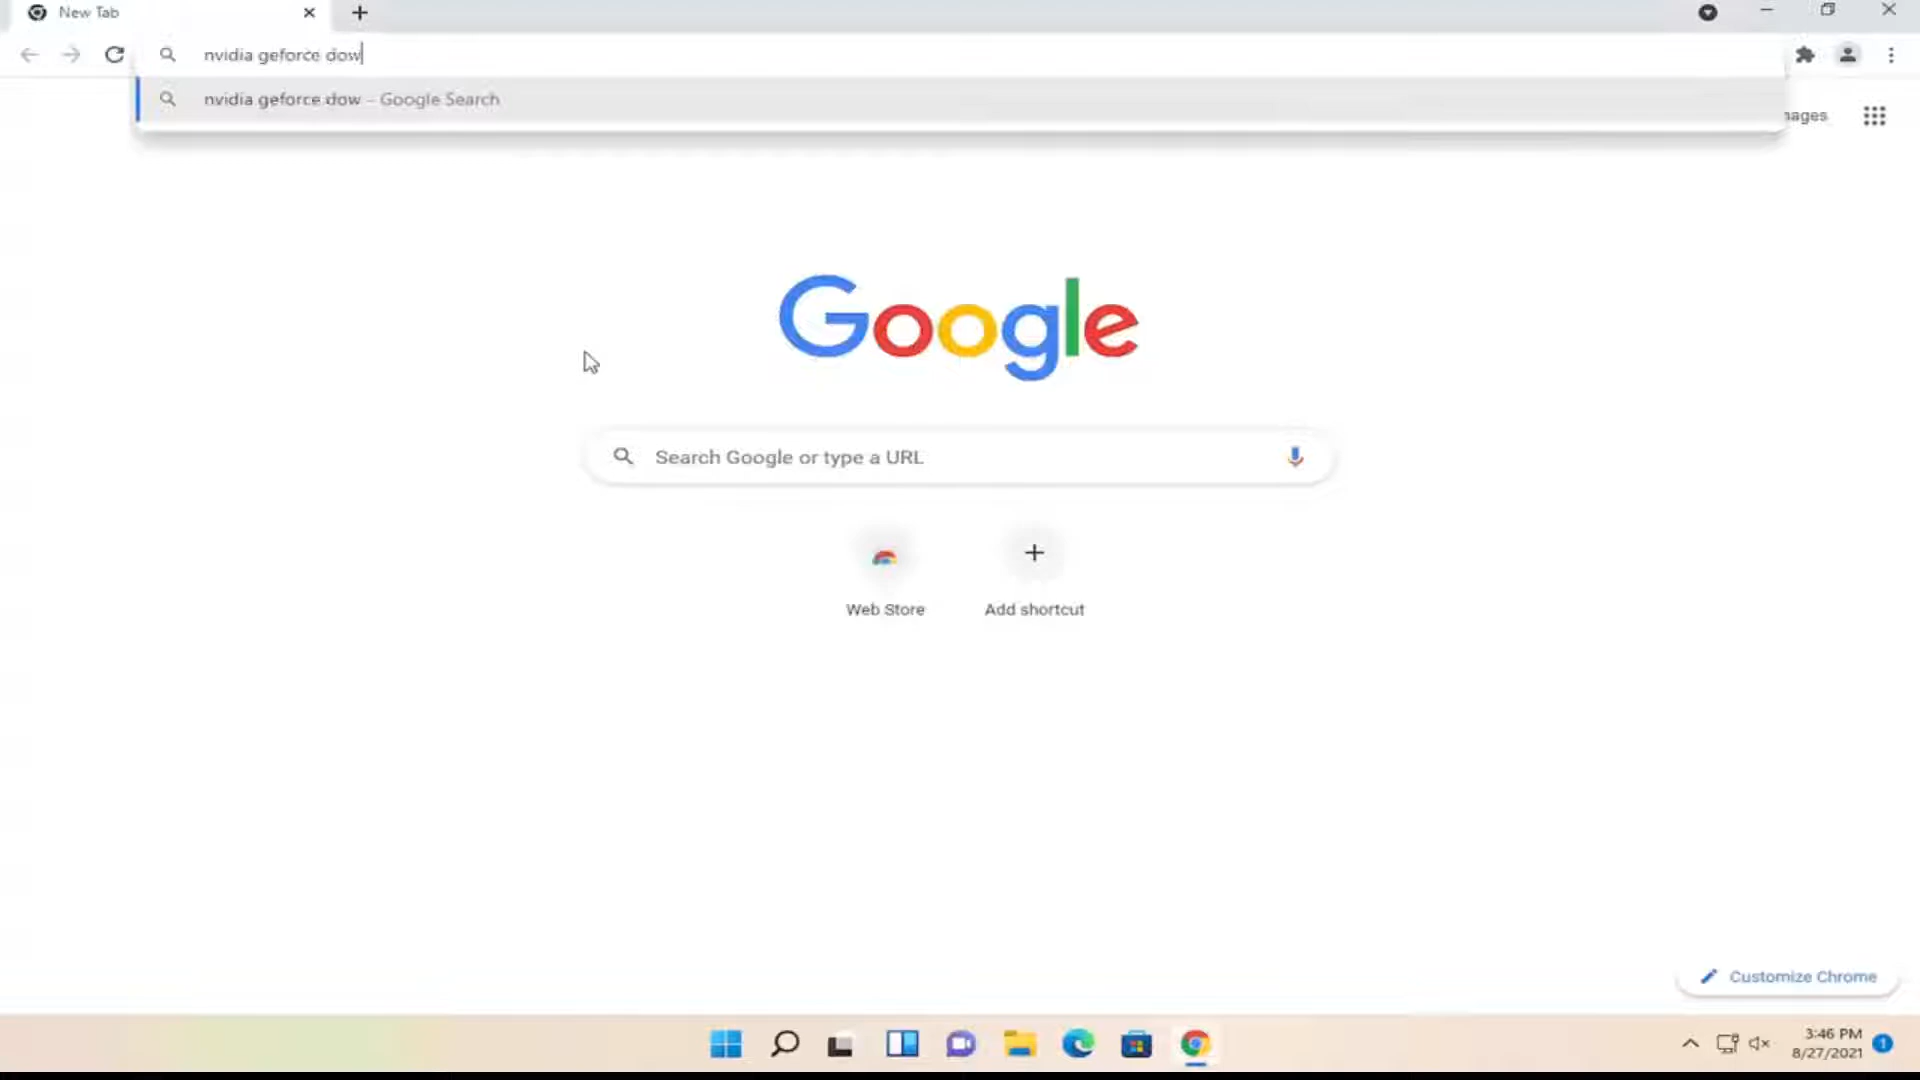 New Tab
nvidia geforce dow
nvidia geforce dow – Google Search
ages
Google
Search Google or type a URL
Web Store
Add shortcut
Customize Chrome
3:46 PM
8/27/2021
1